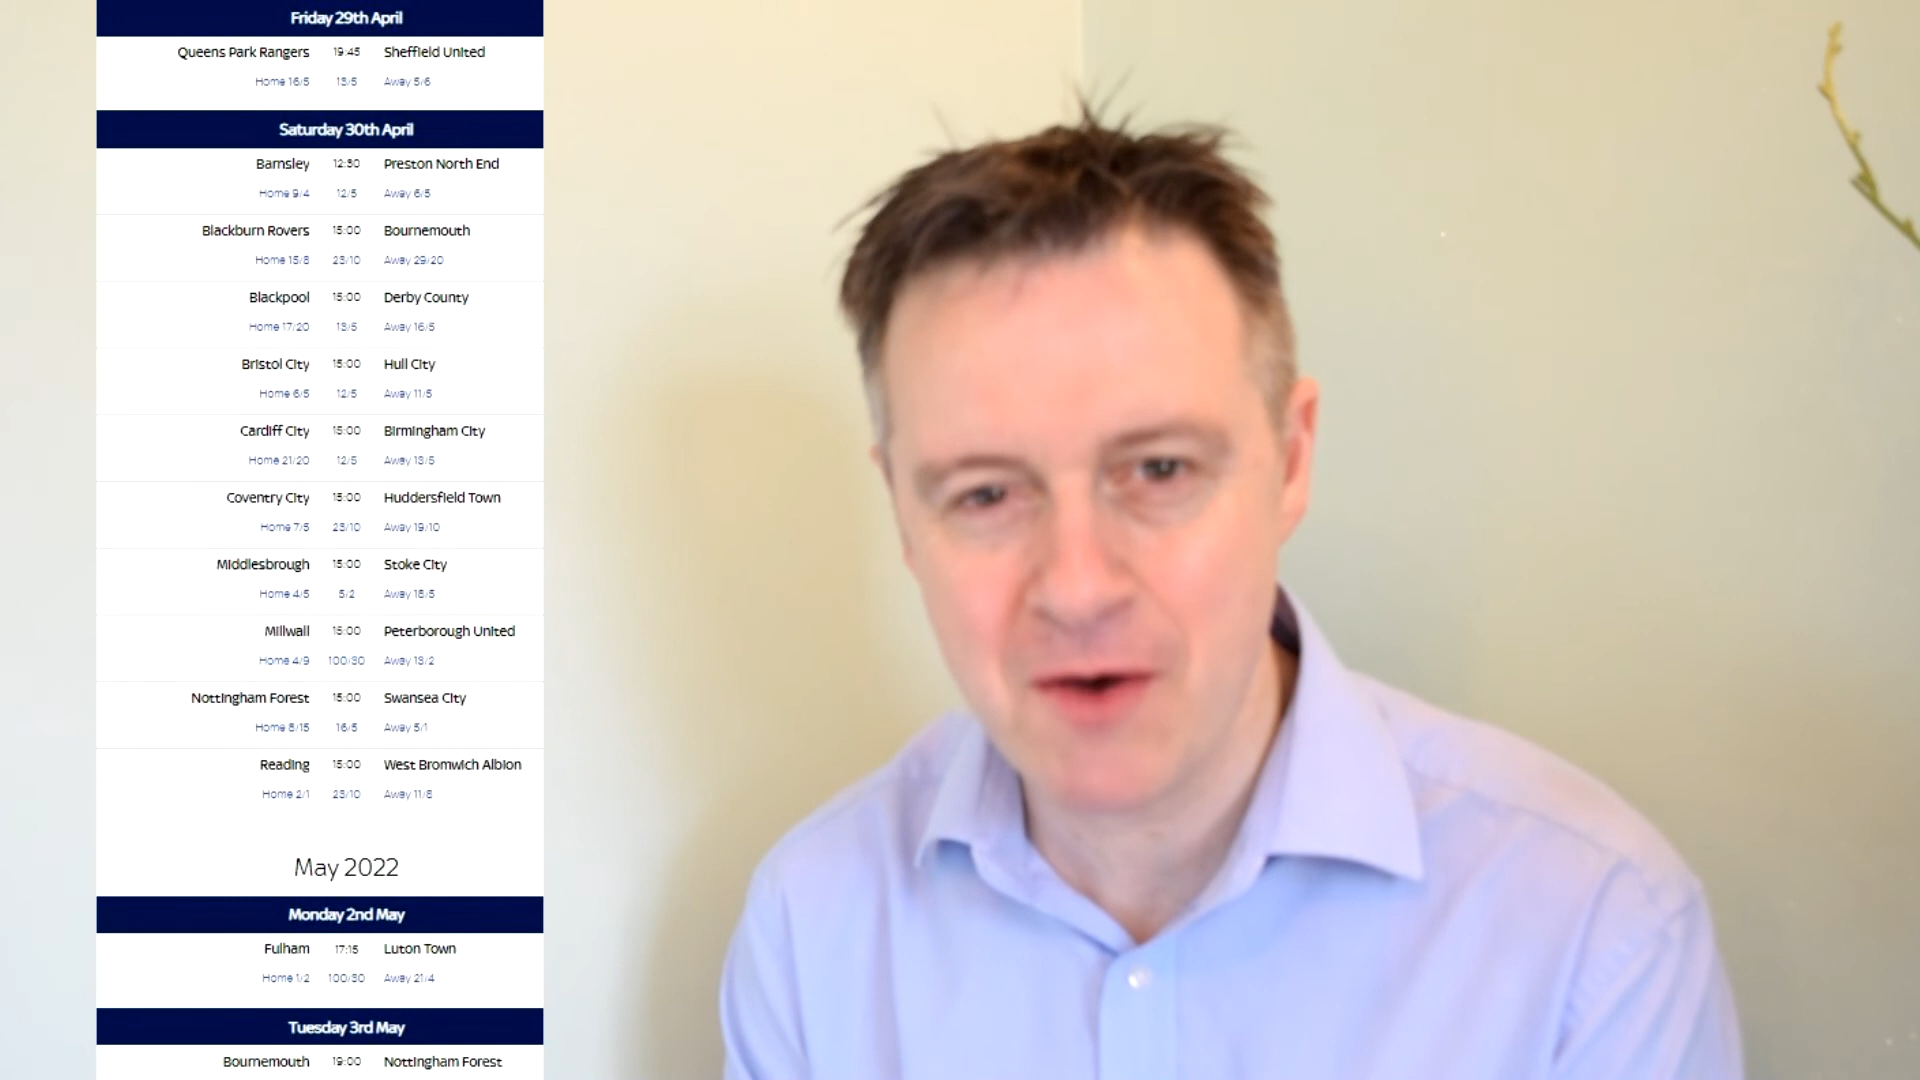 Friday 29th April
Queens Park Rangers 19:45 Sheffield United
Home 16/5 13/5 Away 5/6
Saturday 30th April
Barnsley 12:30 Preston North End
Home 9/4 12/5 Away 6/5
Blackburn Rovers 15:00 Bournemouth
Home 15/8 23/10 Away 29/20
Blackpool 15:00 Derby County
Home 17/20 13/5 Away 16/5
Bristol City 15:00 Hull City
Home 6/5 12/5 Away 11/5
Cardiff City 15:00 Birmingham City
Home 21/20 12/5 Away 13/5
Coventry City 15:00 Huddersfield Town
Home 7/5 23/10 Away 19/10
Middlesbrough 15:00 Stoke City
Home 4/5 5/2 Away 18/5
Millwall 15:00 Peterborough United
Home 4/9 100/30 Away 13/2
Nottingham Forest 15:00 Swansea City
Home 8/15 16/5 Away 5/1
Reading 15:00 West Bromwich Albion
Home 2/1 23/10 Away 11/8
May 2022
Monday 2nd May
Fulham 17:15 Luton Town
Home 1/2 100/30 Away 21/4
Tuesday 3rd May
Bournemouth 19:00 Nottingham Forest